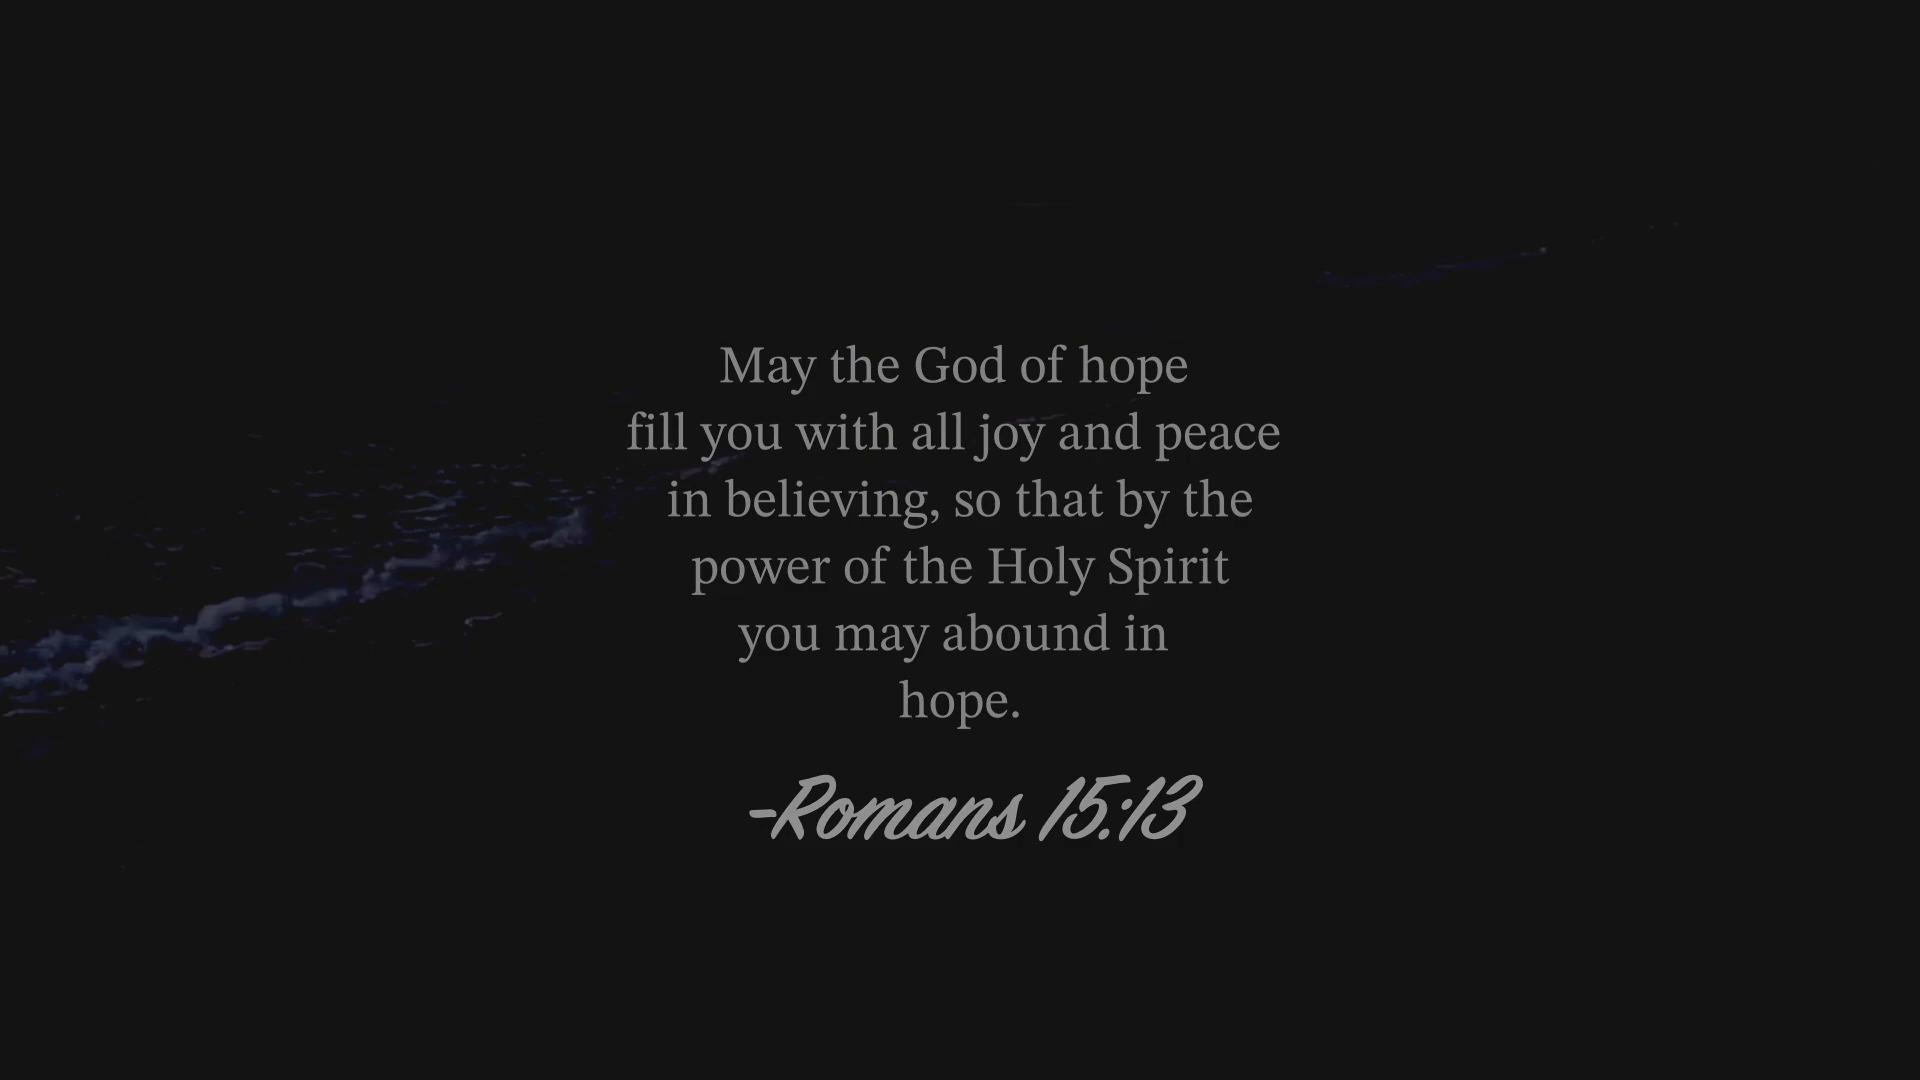 May the God of hope
fill you with all joy and peace
in believing, so that by the
power of the Holy Spirit
you may abound in
hope.
-Romans 15:13